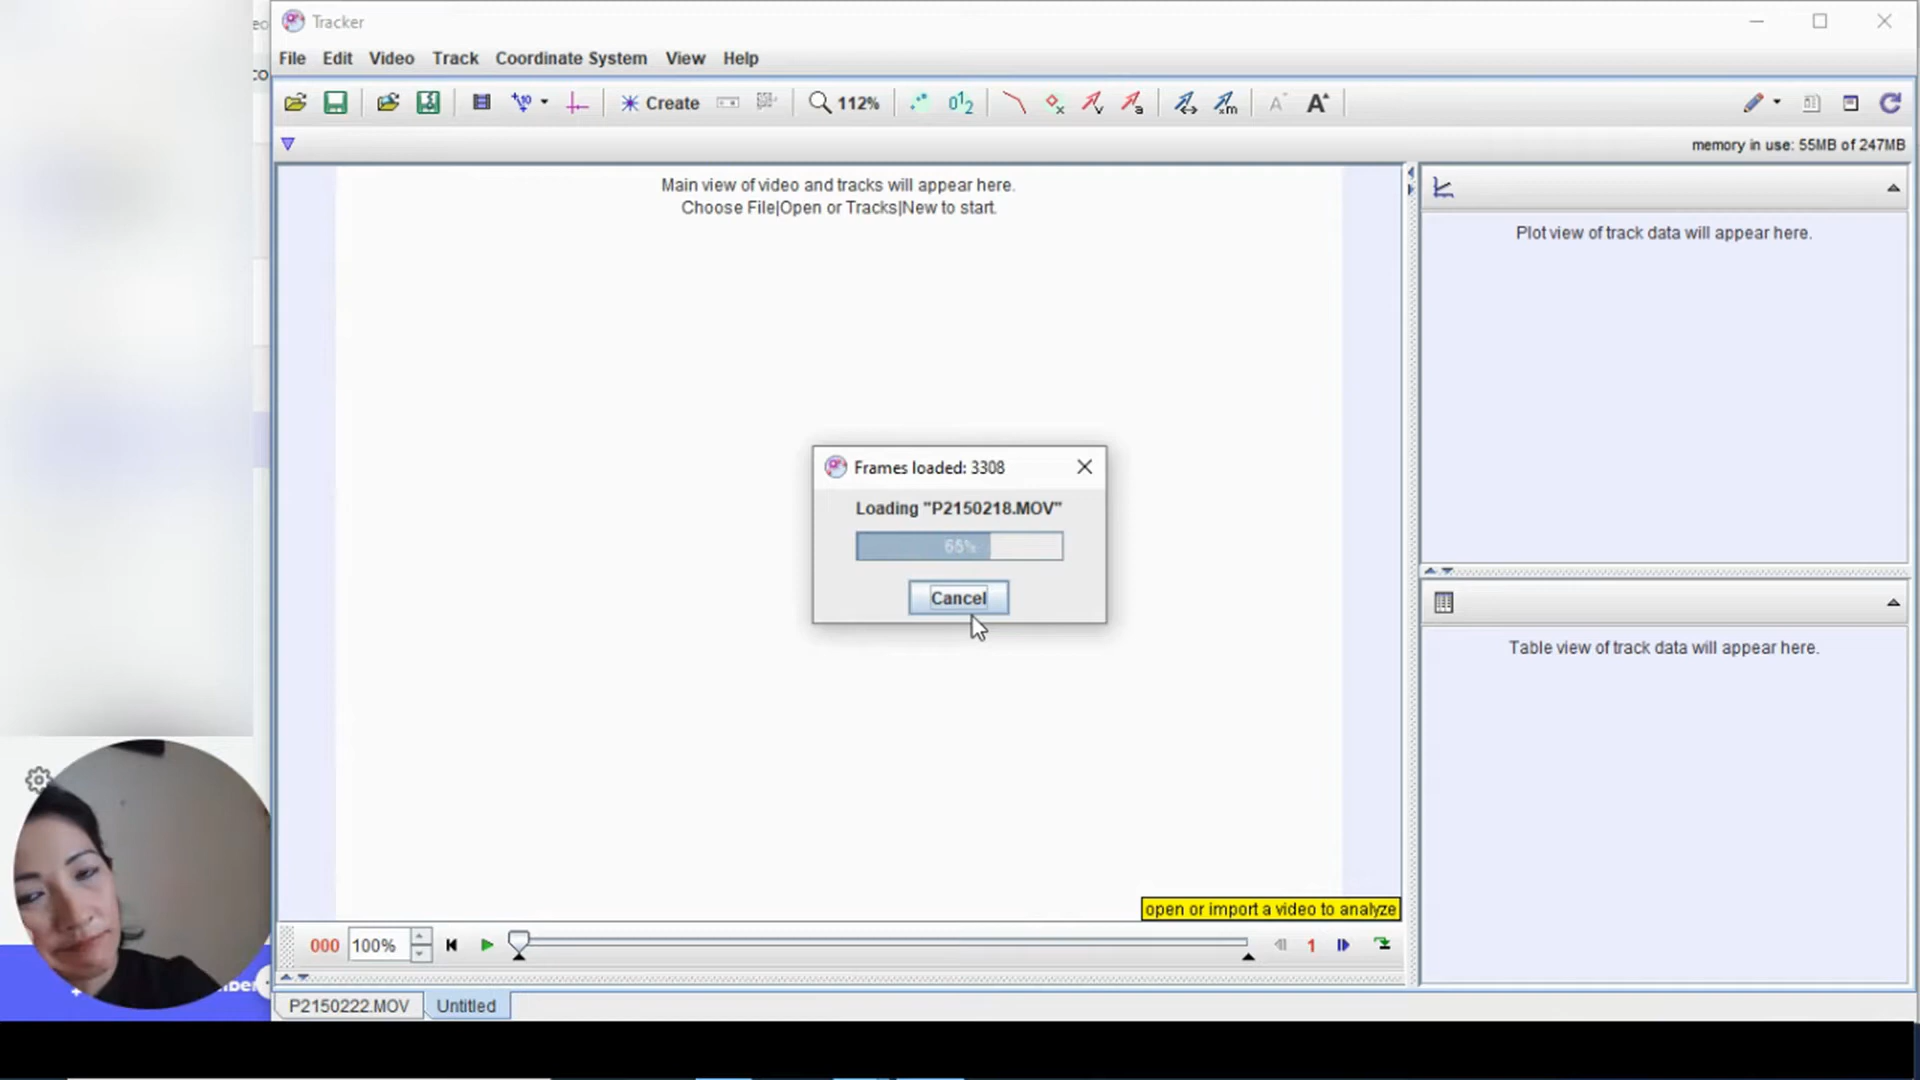 Tracker
File Edit Video Track Coordinate System View Help
Create 112%
memory in use: 55MB of 247MB
Main view of video and tracks will appear here.
Choose File|Open or Tracks|New to start.
Plot view of track data will appear here.
Frames loaded: 3308
Loading "P2150218.MOV"
Cancel
Table view of track data will appear here.
open or import a video to analyze
000 100% 1
P2150222.MOV Untitled